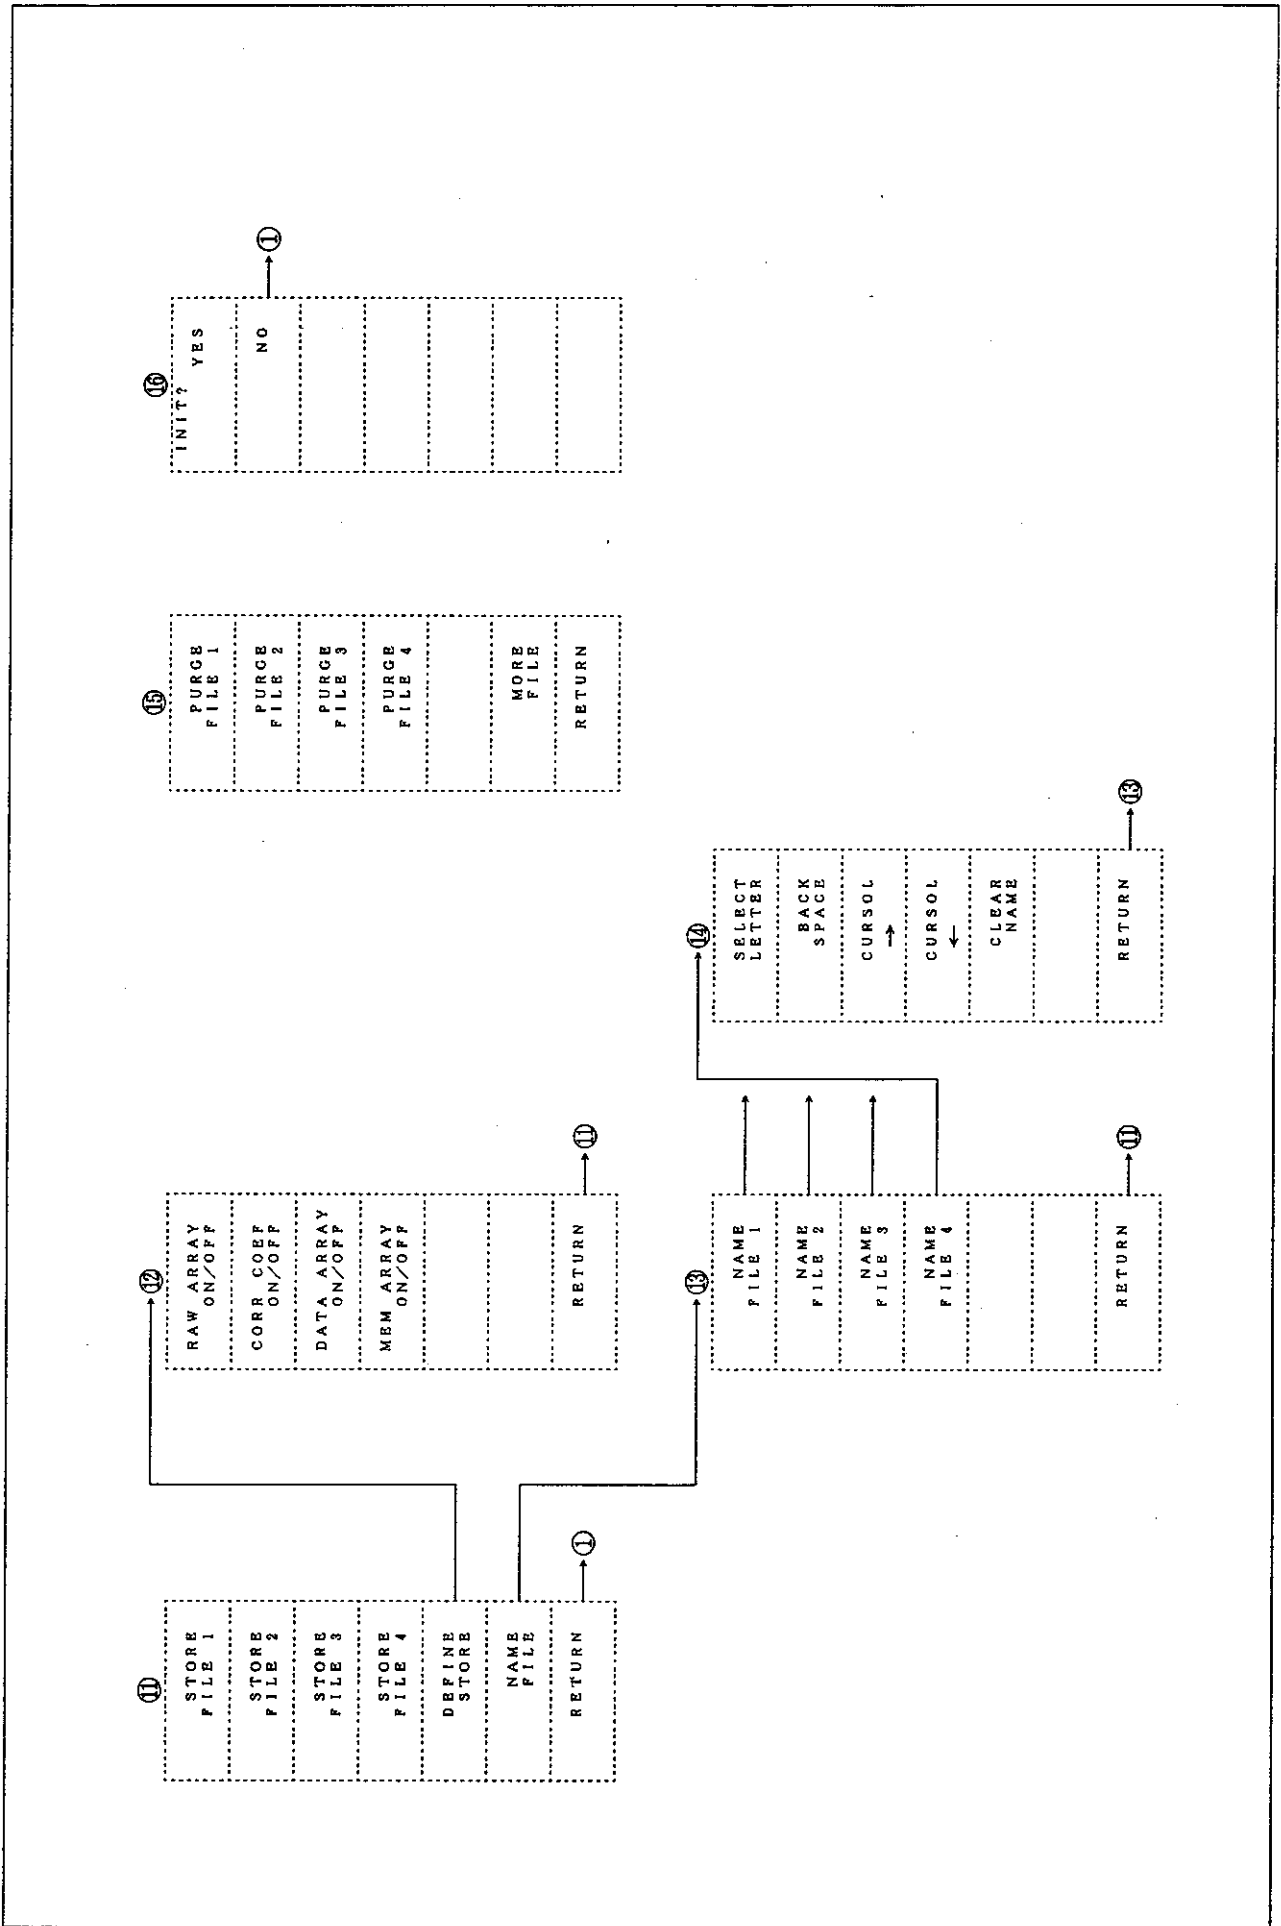 ⑪
STORE
FILE 1
STORE
FILE 2
STORE
FILE 3
STORE
FILE 4
DEFINE
STORE
NAME
FILE
RETURN
①
⑫
RAW ARRAY
ON/OFF
CORR COEF
ON/OFF
DATA ARRAY
ON/OFF
MEM ARRAY
ON/OFF
RETURN
⑪
⑬
NAME
FILE 1
NAME
FILE 2
NAME
FILE 3
NAME
FILE 4
RETURN
⑪
⑭
SELECT
LETTER
BACK
SPACE
CURSOL
→
CURSOL
←
CLEAR
NAME
RETURN
⑬
⑮
PURGE
FILE 1
PURGE
FILE 2
PURGE
FILE 3
PURGE
FILE 4
MORE
FILE
RETURN
⑯
INIT?
YES
NO
①